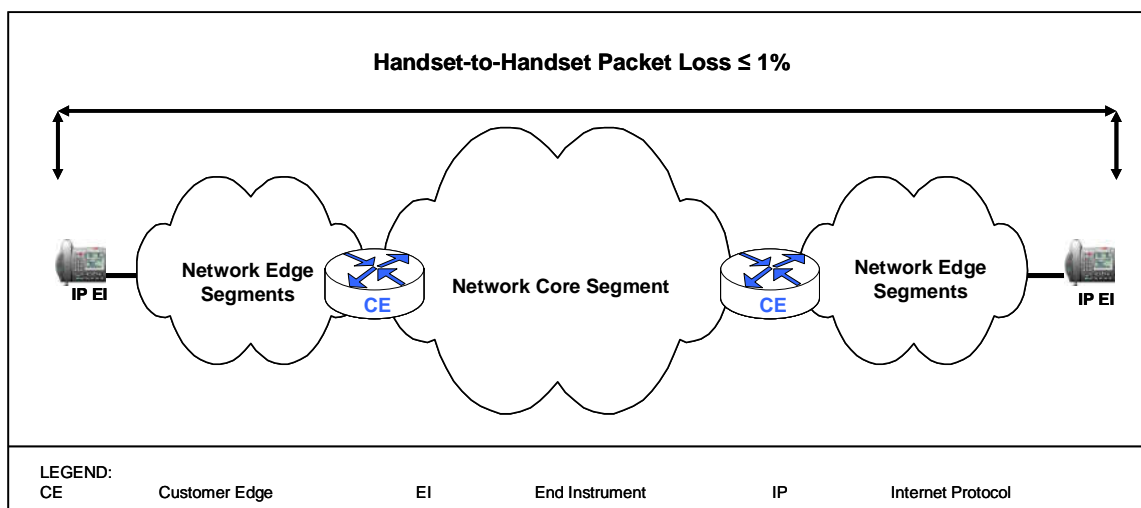 Handset-to-Handset Packet Loss ≤ 1%
Network Edge
Segments
Network Core Segment
Network Edge
Segments
IP EI
CE
CE
IP EI
LEGEND:
CE Customer Edge EI End Instrument IP Internet Protocol